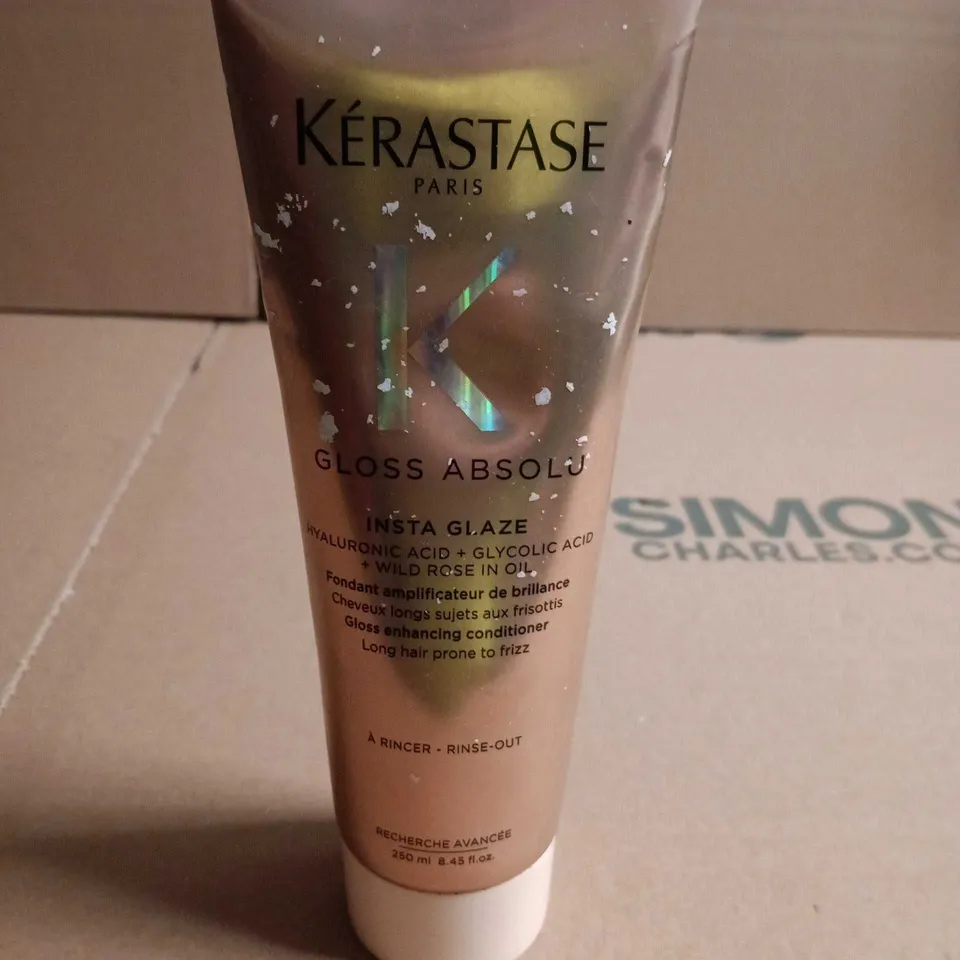 KÉRASTASE
PARIS
K
GLOSS ABSOLU
INSTA GLAZE
HYALURONIC ACID + GLYCOLIC ACID
+ WILD ROSE IN OIL
Fondant amplificateur de brillance
Cheveux longs sujets aux frisottis
Gloss enhancing conditioner
Long hair prone to frizz
À RINCER - RINSE-OUT
RECHERCHE AVANCÉE
250 ml 8.45 fl.oz.
SIMON
CHARLES.CO